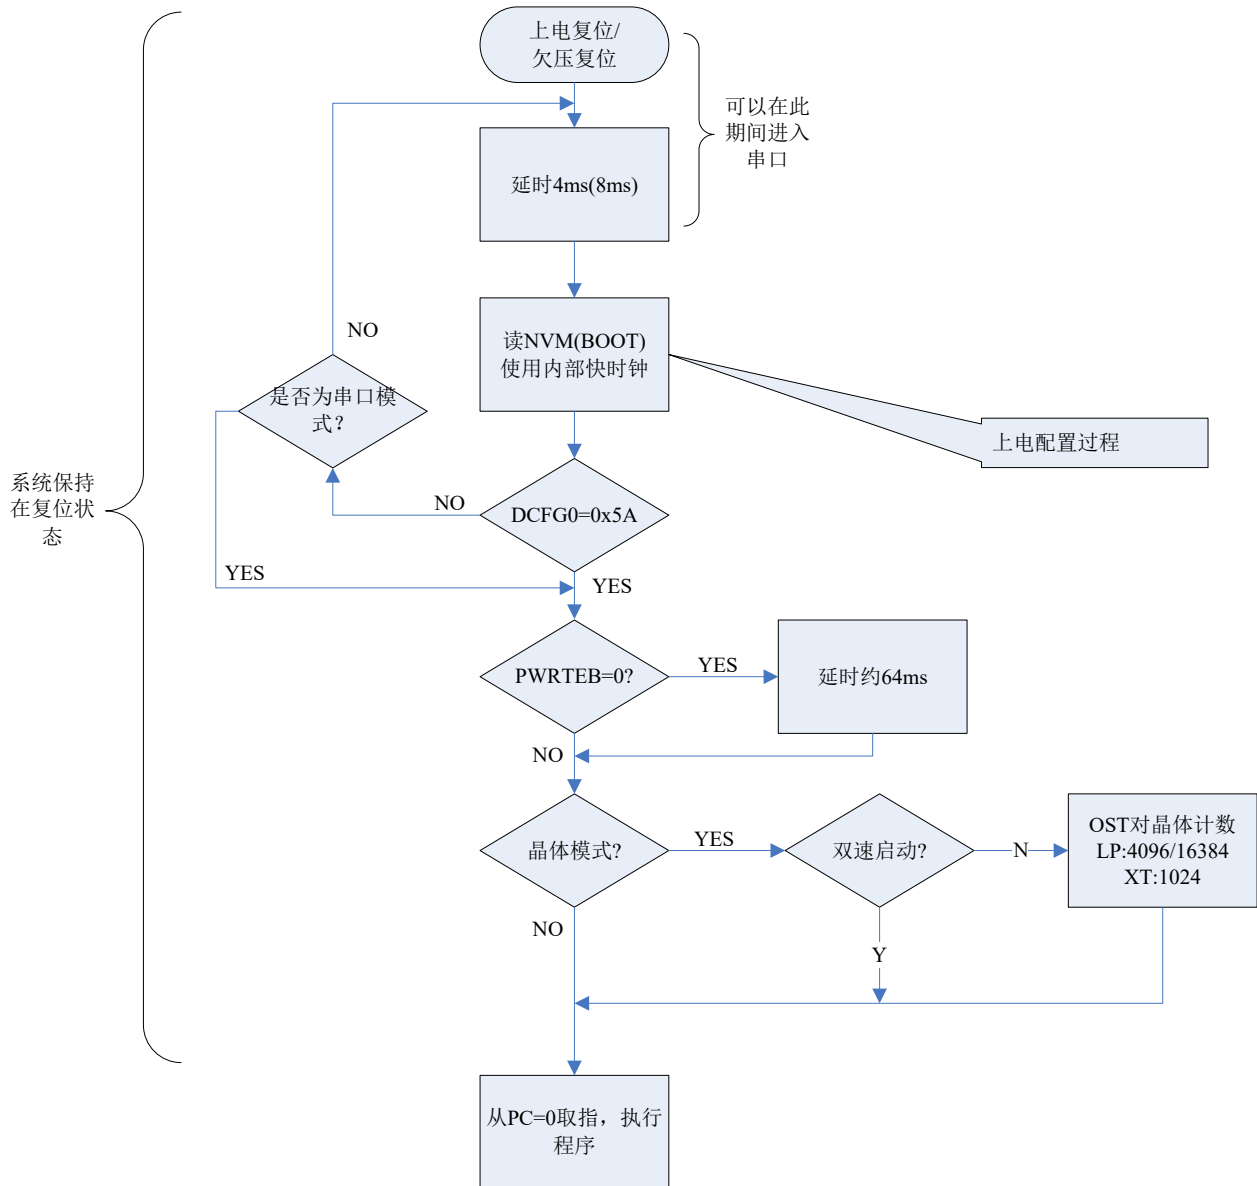 上电复位/
欠压复位
可以在此
期间进入
串口
延时4ms(8ms)
NO
读NVM(BOOT)
使用内部快时钟
是否为串口模
式?
上电配置过程
系统保持
在复位状
态
NO
DCFG0=0x5A
YES
YES
PWRTEB=0?
YES
延时约64ms
NO
晶体模式?
YES
双速启动?
N
OST对晶体计数
LP:4096/16384
XT:1024
NO
Y
从PC=0取指，执行
程序